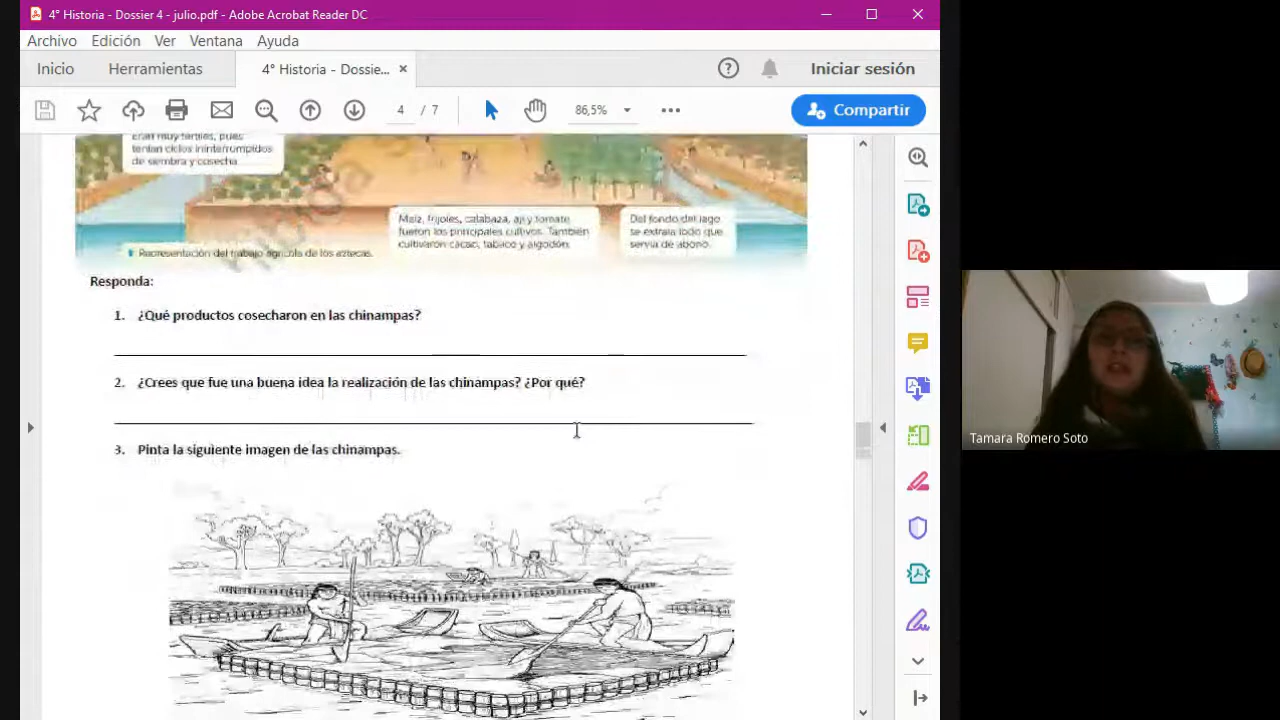 4° Historia - Dossier 4 - julio.pdf - Adobe Acrobat Reader DC
Archivo Edición Ver Ventana Ayuda
Inicio Herramientas 4° Historia - Dossie... × Iniciar sesión
4 / 7 86,5% Compartir
Eran muy fértiles, pues
tenían ciclos ininterrumpidos
de siembra y cosecha.
Maíz, frijoles, calabaza, ají y tomate
fueron los principales cultivos. También
cultivaron cacao, tabaco y algodón.
Del fondo del lago
se extraía lodo que
servía de abono.
Representación del trabajo agrícola de los aztecas.
Responda:
1. ¿Qué productos cosecharon en las chinampas?
2. ¿Crees que fue una buena idea la realización de las chinampas? ¿Por qué?
3. Pinta la siguiente imagen de las chinampas.
Tamara Romero Soto